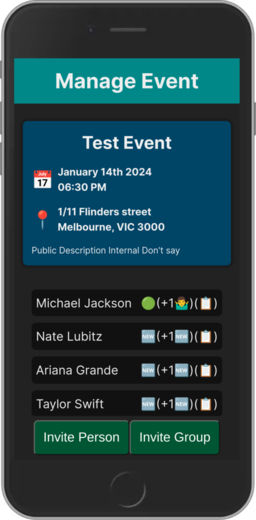 Manage Event
Test Event
📅 January 14th 2024
06:30 PM
📍 1/11 Flinders street
Melbourne, VIC 3000
Public Description Internal Don't say
Michael Jackson 🟢(+1🤷‍♂️)(📋)
Nate Lubitz 🆕(+1🆕)(📋)
Ariana Grande 🆕(+1🆕)(📋)
Taylor Swift 🆕(+1🆕)(📋)
Invite Person Invite Group